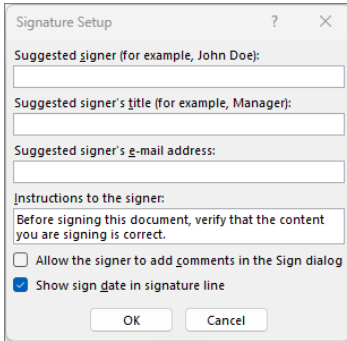 Signature Setup
?
Suggested signer (for example, John Doe):
Suggested signer's title (for example, Manager):
Suggested signer's e-mail address:
Instructions to the signer:
Before signing this document, verify that the content
you are signing is correct.
Allow the signer to add comments in the Sign dialog
Show sign date in signature line
OK
Cancel